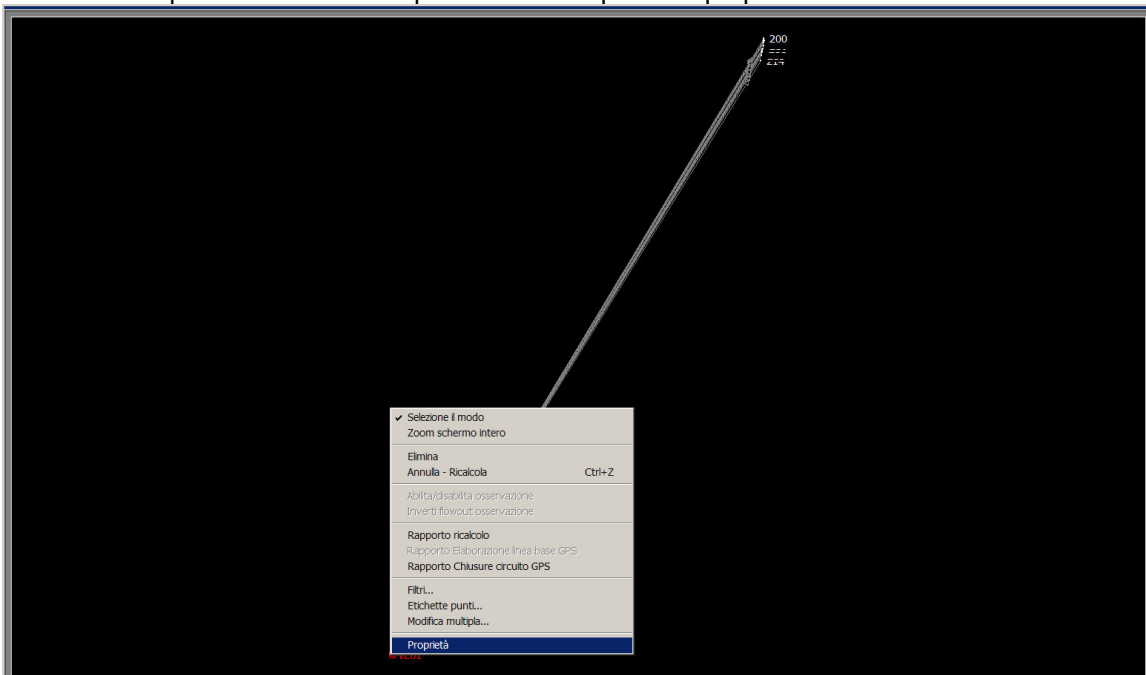 200
214
✓ Selezione il modo
Zoom schermo intero
Elimina
Annulla - Ricalcola Ctrl+Z
Abilita/disabilita osservazione
Inverti flowout osservazione
Rapporto ricalcolo
Rapporto Elaborazione linea base GPS
Rapporto Chiusure circuito GPS
Filtri...
Etichette punti...
Modifica multipla...
Proprietà